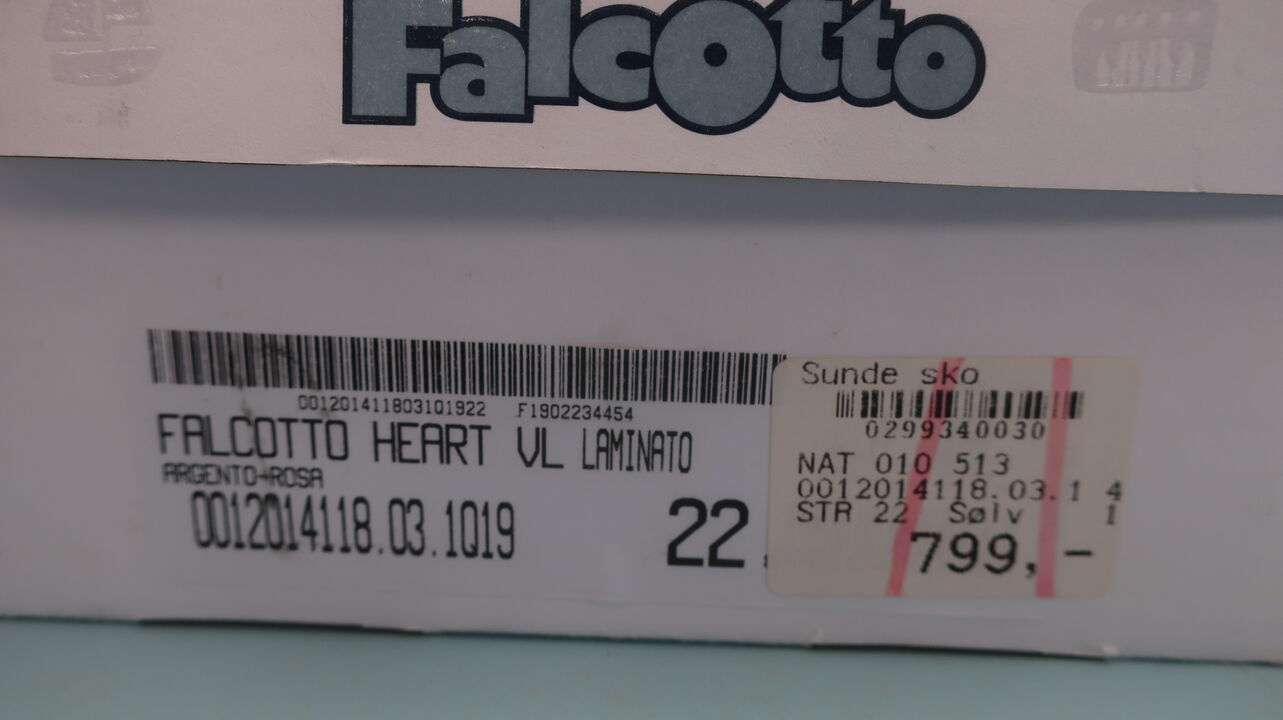 Falcotto
001201411803101922 F1902234454
FALCOTTO HEART VL LAMINATO
ARGENTO+ROSA
0012014118.03.1Q19
22
Sunde sko
0299340030
NAT 010 513
0012014118.03.1 4
STR 22 Sølv 1
799,-